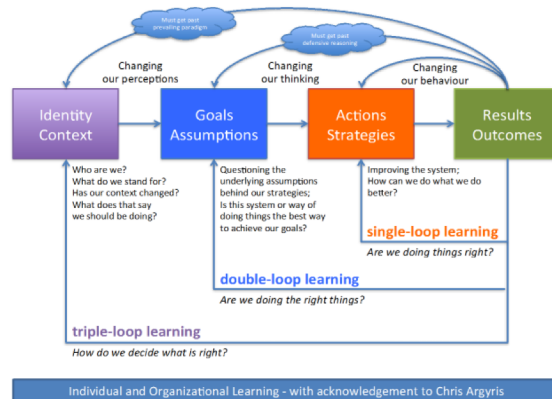 Must get past
prevailing paradigm
Must get past
defensive reasoning
Changing
our perceptions
Changing
our thinking
Changing
our behaviour
Identity
Context
Goals
Assumptions
Actions
Strategies
Results
Outcomes
Who are we?
What do we stand for?
Has our context changed?
What does that say
we should be doing?
Questioning the
underlying assumptions
behind our strategies;
Is this system or way of
doing things the best way
to achieve our goals?
Improving the system;
How can we do what we do
better?
single-loop learning
Are we doing things right?
double-loop learning
Are we doing the right things?
triple-loop learning
How do we decide what is right?
Individual and Organizational Learning - with acknowledgement to Chris Argyris